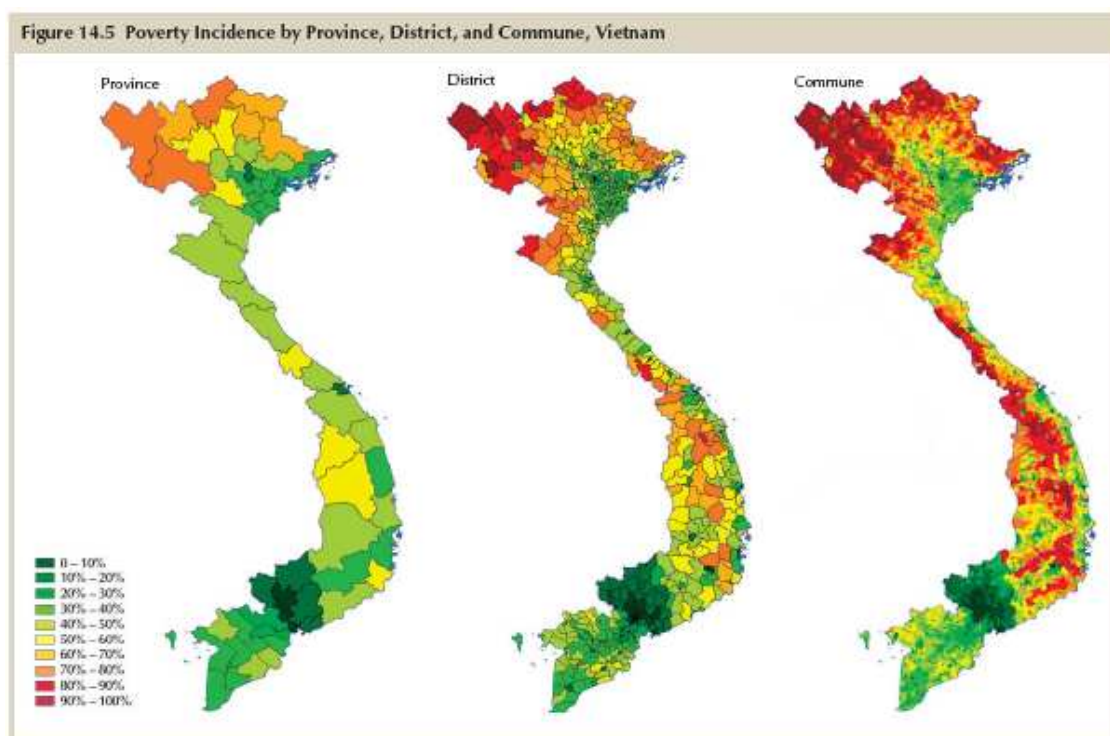 Figure 14.5 Poverty Incidence by Province, District, and Commune, Vietnam
Province
District
Commune
0 – 10%
10% – 20%
20% – 30%
30% – 40%
40% – 50%
50% – 60%
60% – 70%
70% – 80%
80% – 90%
90% – 100%